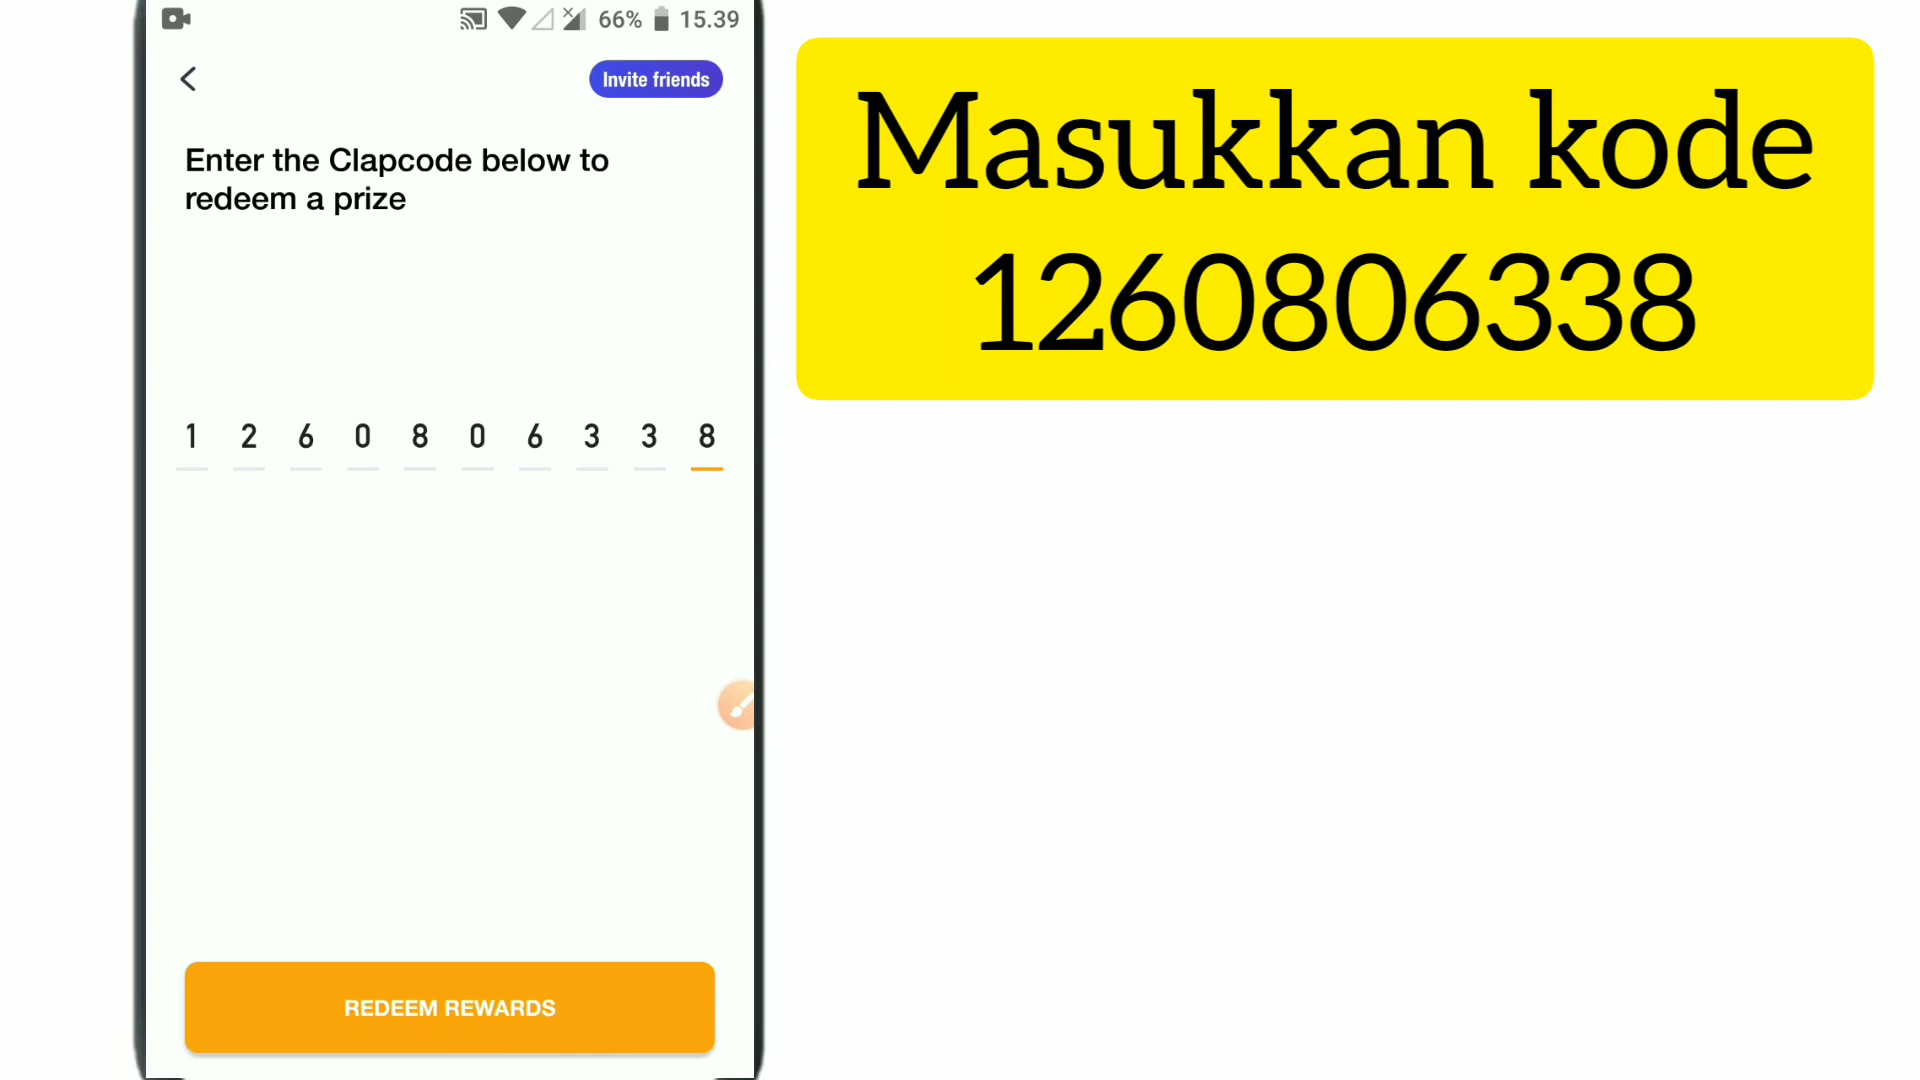 66% 15.39
Invite friends
Enter the Clapcode below to
redeem a prize
1 2 6 0 8 0 6 3 3 8
REDEEM REWARDS
Masukkan kode
1260806338